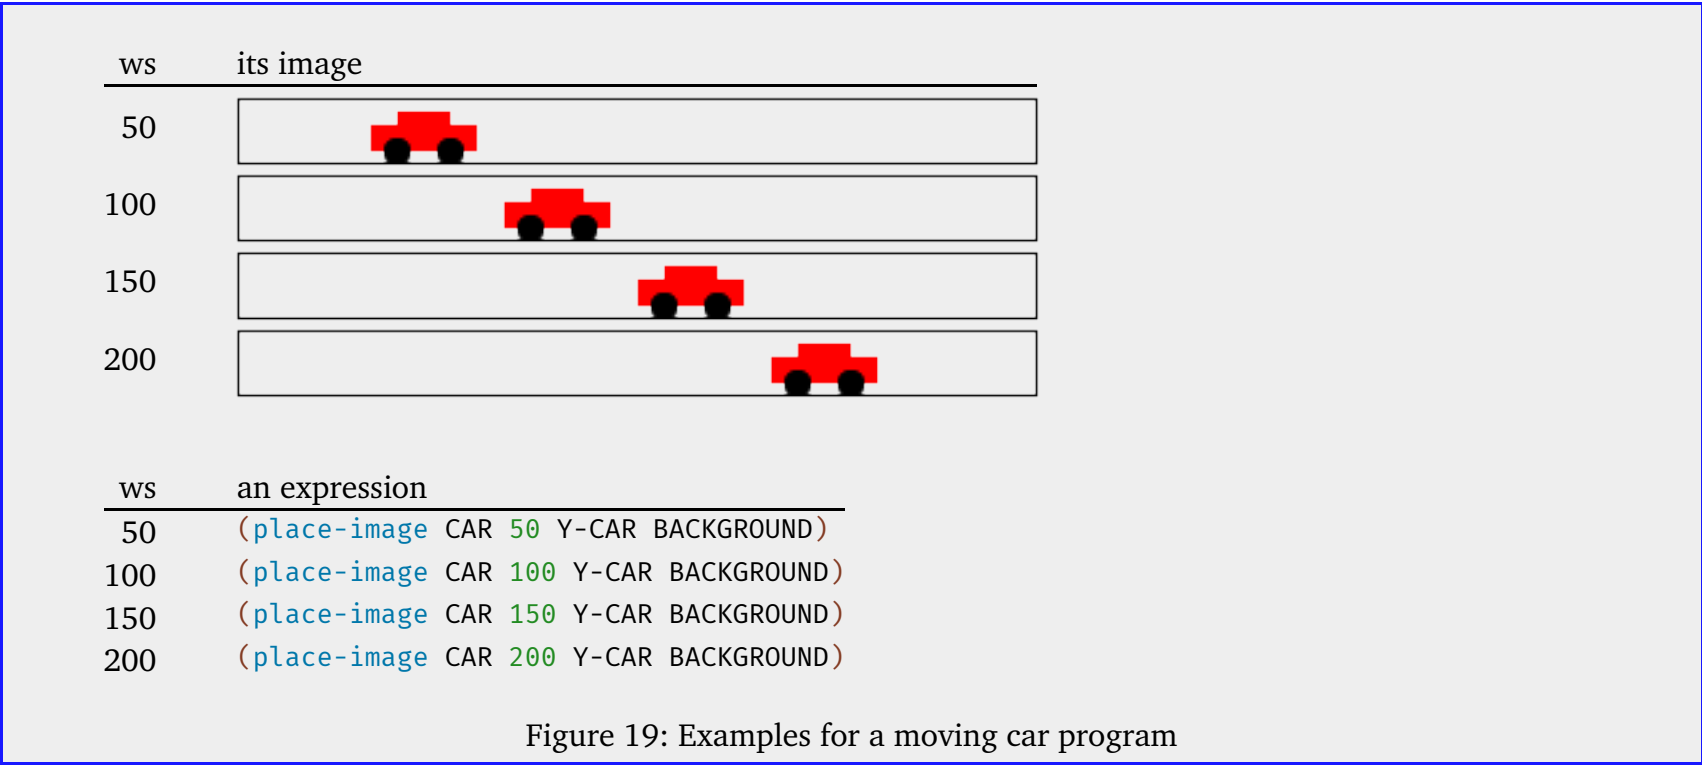 ws its image
50
100
150
200
ws an expression
50 (place-image CAR 50 Y-CAR BACKGROUND)
100 (place-image CAR 100 Y-CAR BACKGROUND)
150 (place-image CAR 150 Y-CAR BACKGROUND)
200 (place-image CAR 200 Y-CAR BACKGROUND)
Figure 19: Examples for a moving car program